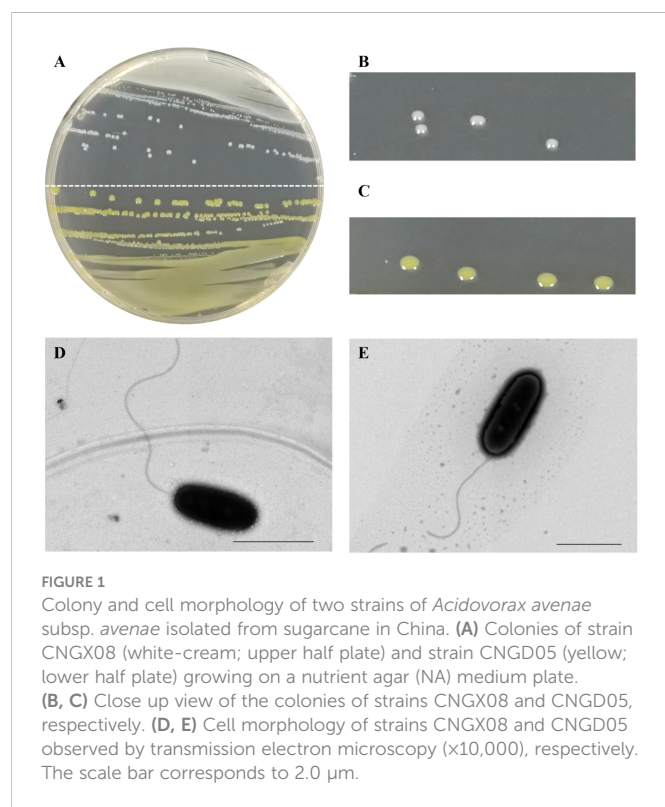 A
B
C
D
E
FIGURE 1
Colony and cell morphology of two strains of Acidovorax avenae
subsp. avenae isolated from sugarcane in China. (A) Colonies of strain
CNGX08 (white-cream; upper half plate) and strain CNGD05 (yellow;
lower half plate) growing on a nutrient agar (NA) medium plate.
(B, C) Close up view of the colonies of strains CNGX08 and CNGD05,
respectively. (D, E) Cell morphology of strains CNGX08 and CNGD05
observed by transmission electron microscopy (×10,000), respectively.
The scale bar corresponds to 2.0 μm.